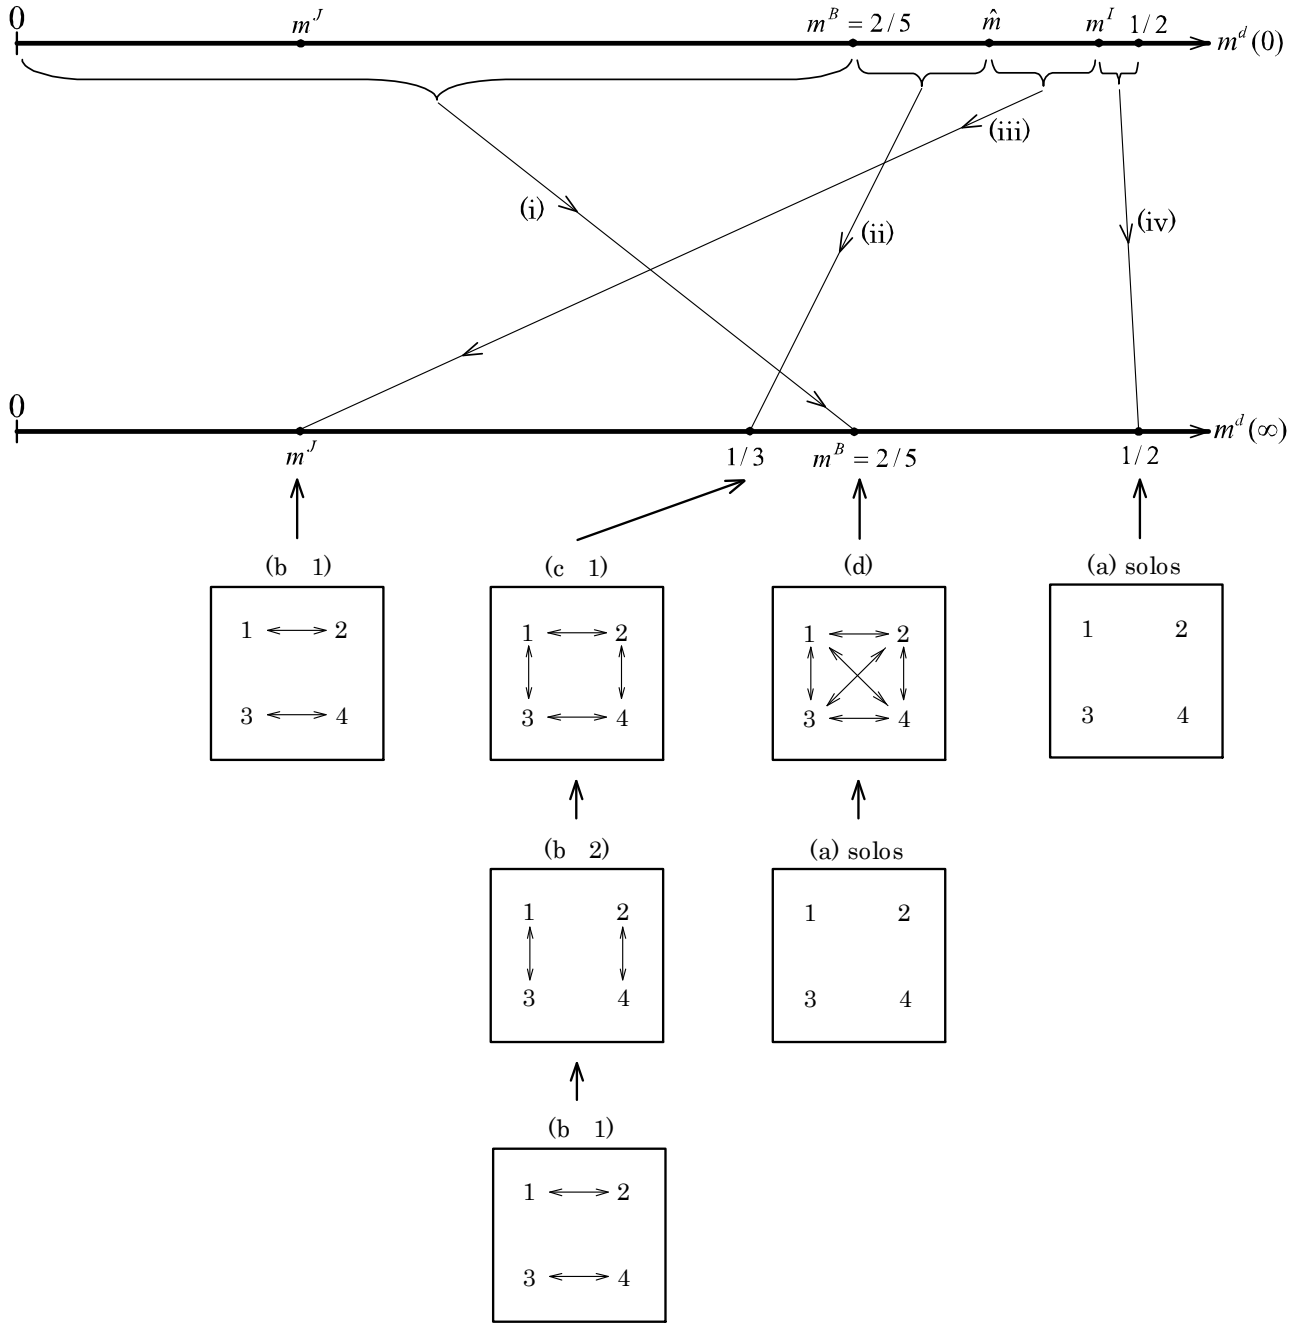 0 m^J m^B = 2/5 m̂ m^I 1/2 m^d(0)
(iii)
(i)
(iv)
(ii)
0 m^d(∞)
m^J 1/3 m^B = 2/5 1/2
(b 1) (c 1) (d) (a) solos
1 2 1 2 1 2 1 2
3 4 3 4 3 4 3 4
(b 2) (a) solos
1 2 1 2
3 4 3 4
(b 1)
1 2
3 4